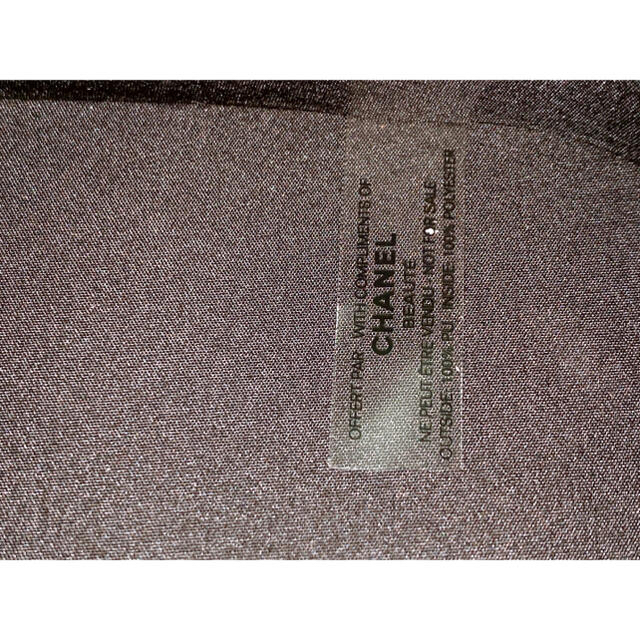 OFFERT PAR WITH COMPLIMENTS OF
CHANEL
BEAUTÉ
NE PEUT ÊTRE VENDU - NOT FOR SALE
OUTSIDE: 100% PU INSIDE: 100% POLYESTER